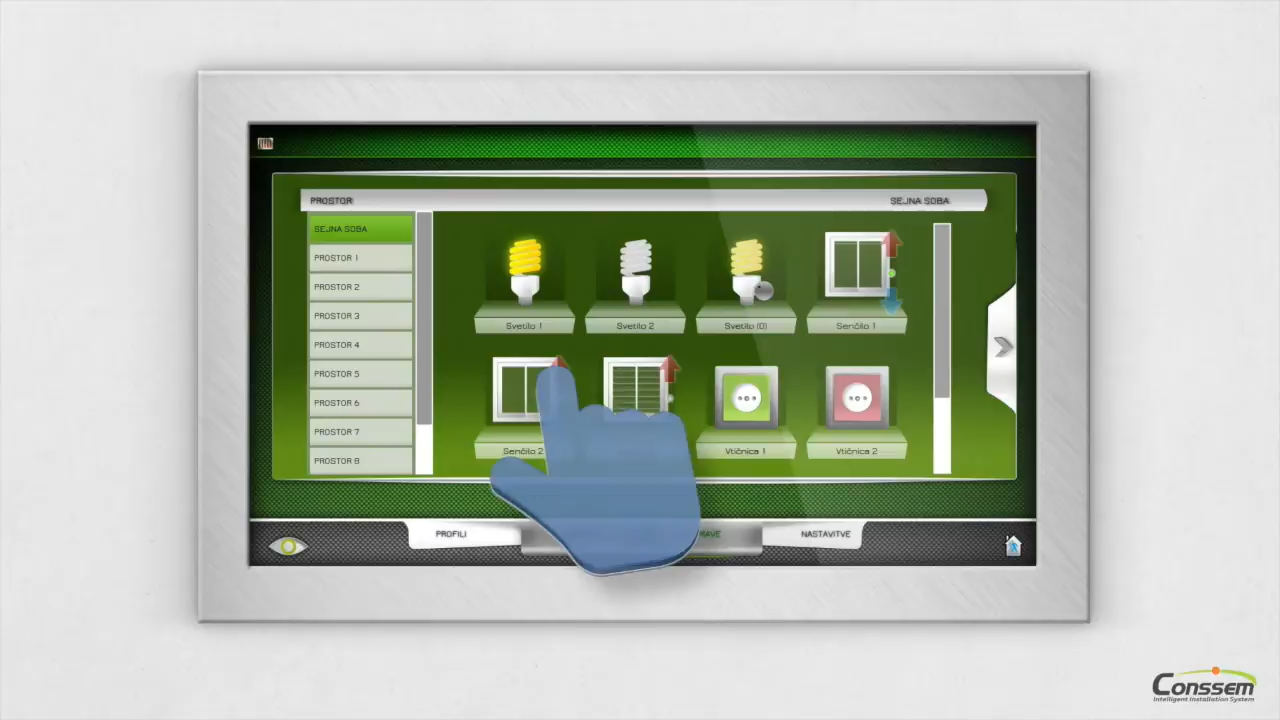 PROSTOR
SEJNA SOBA
SEJNA SOBA
PROSTOR 1
PROSTOR 2
PROSTOR 3
PROSTOR 4
PROSTOR 5
PROSTOR 6
PROSTOR 7
PROSTOR 8
Svetilo 1
Svetilo 2
Svetilo (0)
Senčilo 1
Senčilo 2
Vtičnica 1
Vtičnica 2
PROFILI
NASTAVITVE
Conssem
Intelligent Installation System